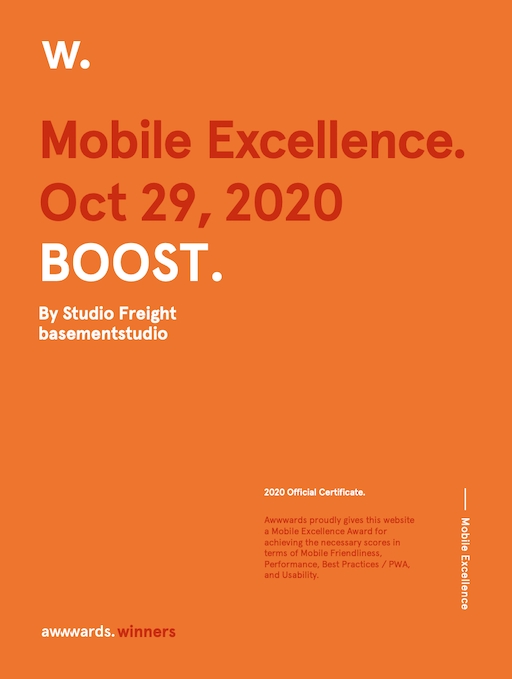 w.
Mobile Excellence.
Oct 29, 2020
BOOST.
By Studio Freight
basementstudio
2020 Official Certificate.
Awwwards proudly gives this website
a Mobile Excellence Award for
achieving the necessary scores in
terms of Mobile Friendliness,
Performance, Best Practices / PWA,
and Usability.
Mobile Excellence
awwwards.winners